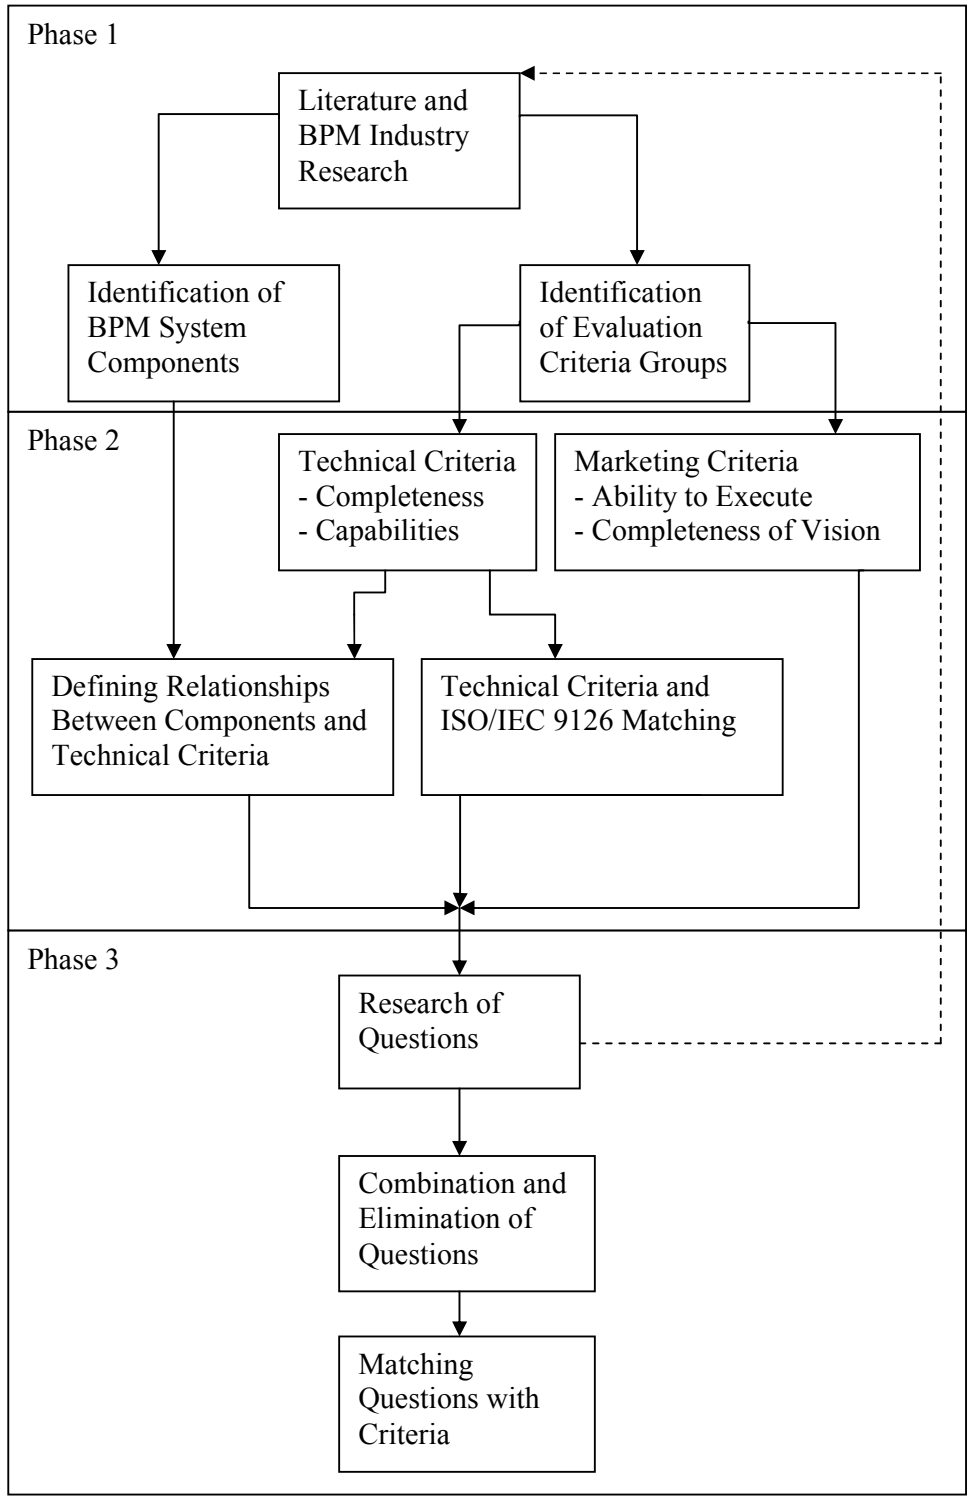 Phase 1
Literature and
BPM Industry
Research
Identification of
BPM System
Components
Identification
of Evaluation
Criteria Groups
Phase 2
Technical Criteria
- Completeness
- Capabilities
Marketing Criteria
- Ability to Execute
- Completeness of Vision
Defining Relationships
Between Components and
Technical Criteria
Technical Criteria and
ISO/IEC 9126 Matching
Phase 3
Research of
Questions
Combination and
Elimination of
Questions
Matching
Questions with
Criteria